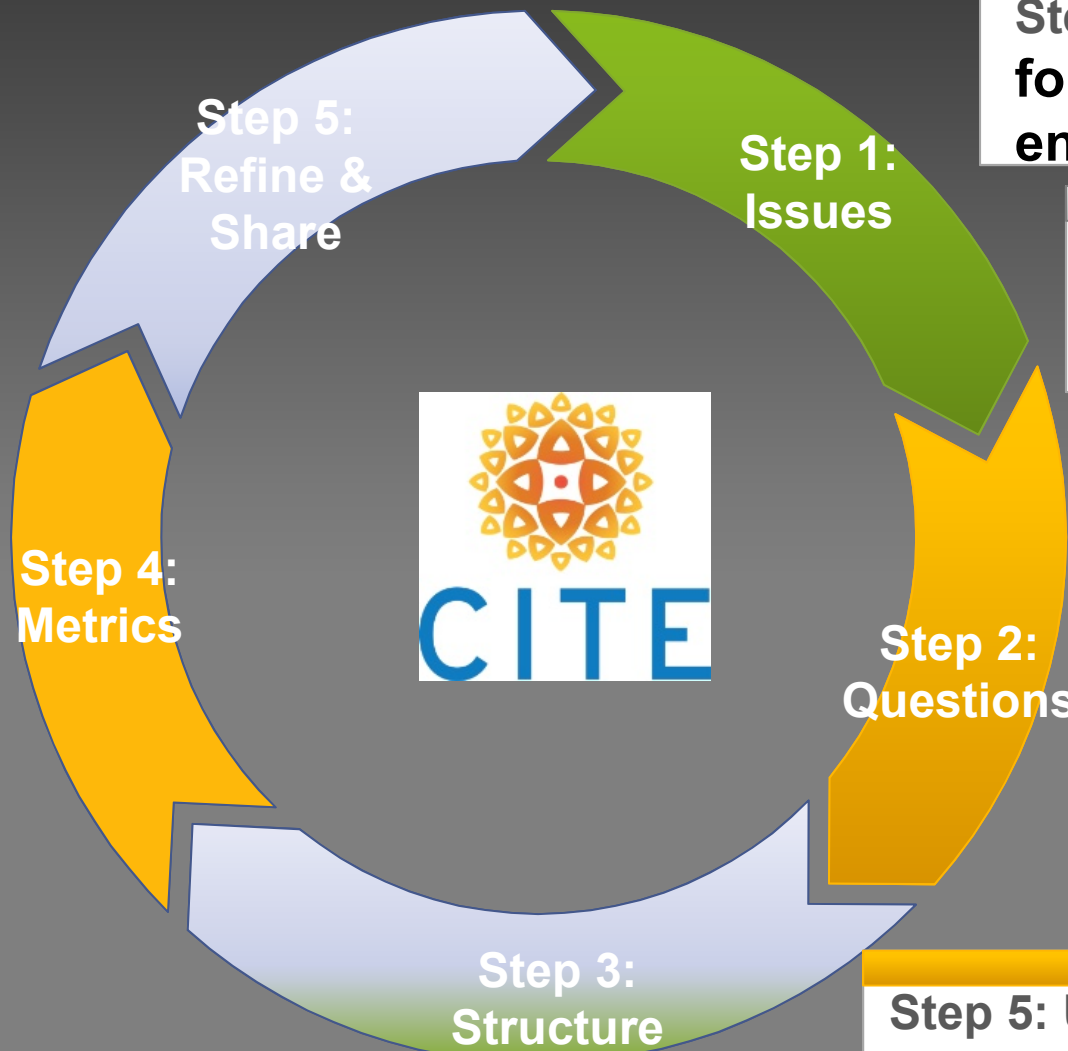 Step 5:
Refine &
Share
Step 1:
Issues
fo
en
Step 4:
Metrics
CITE
Step 2:
Questions
Step 3:
Structure
Step 5: